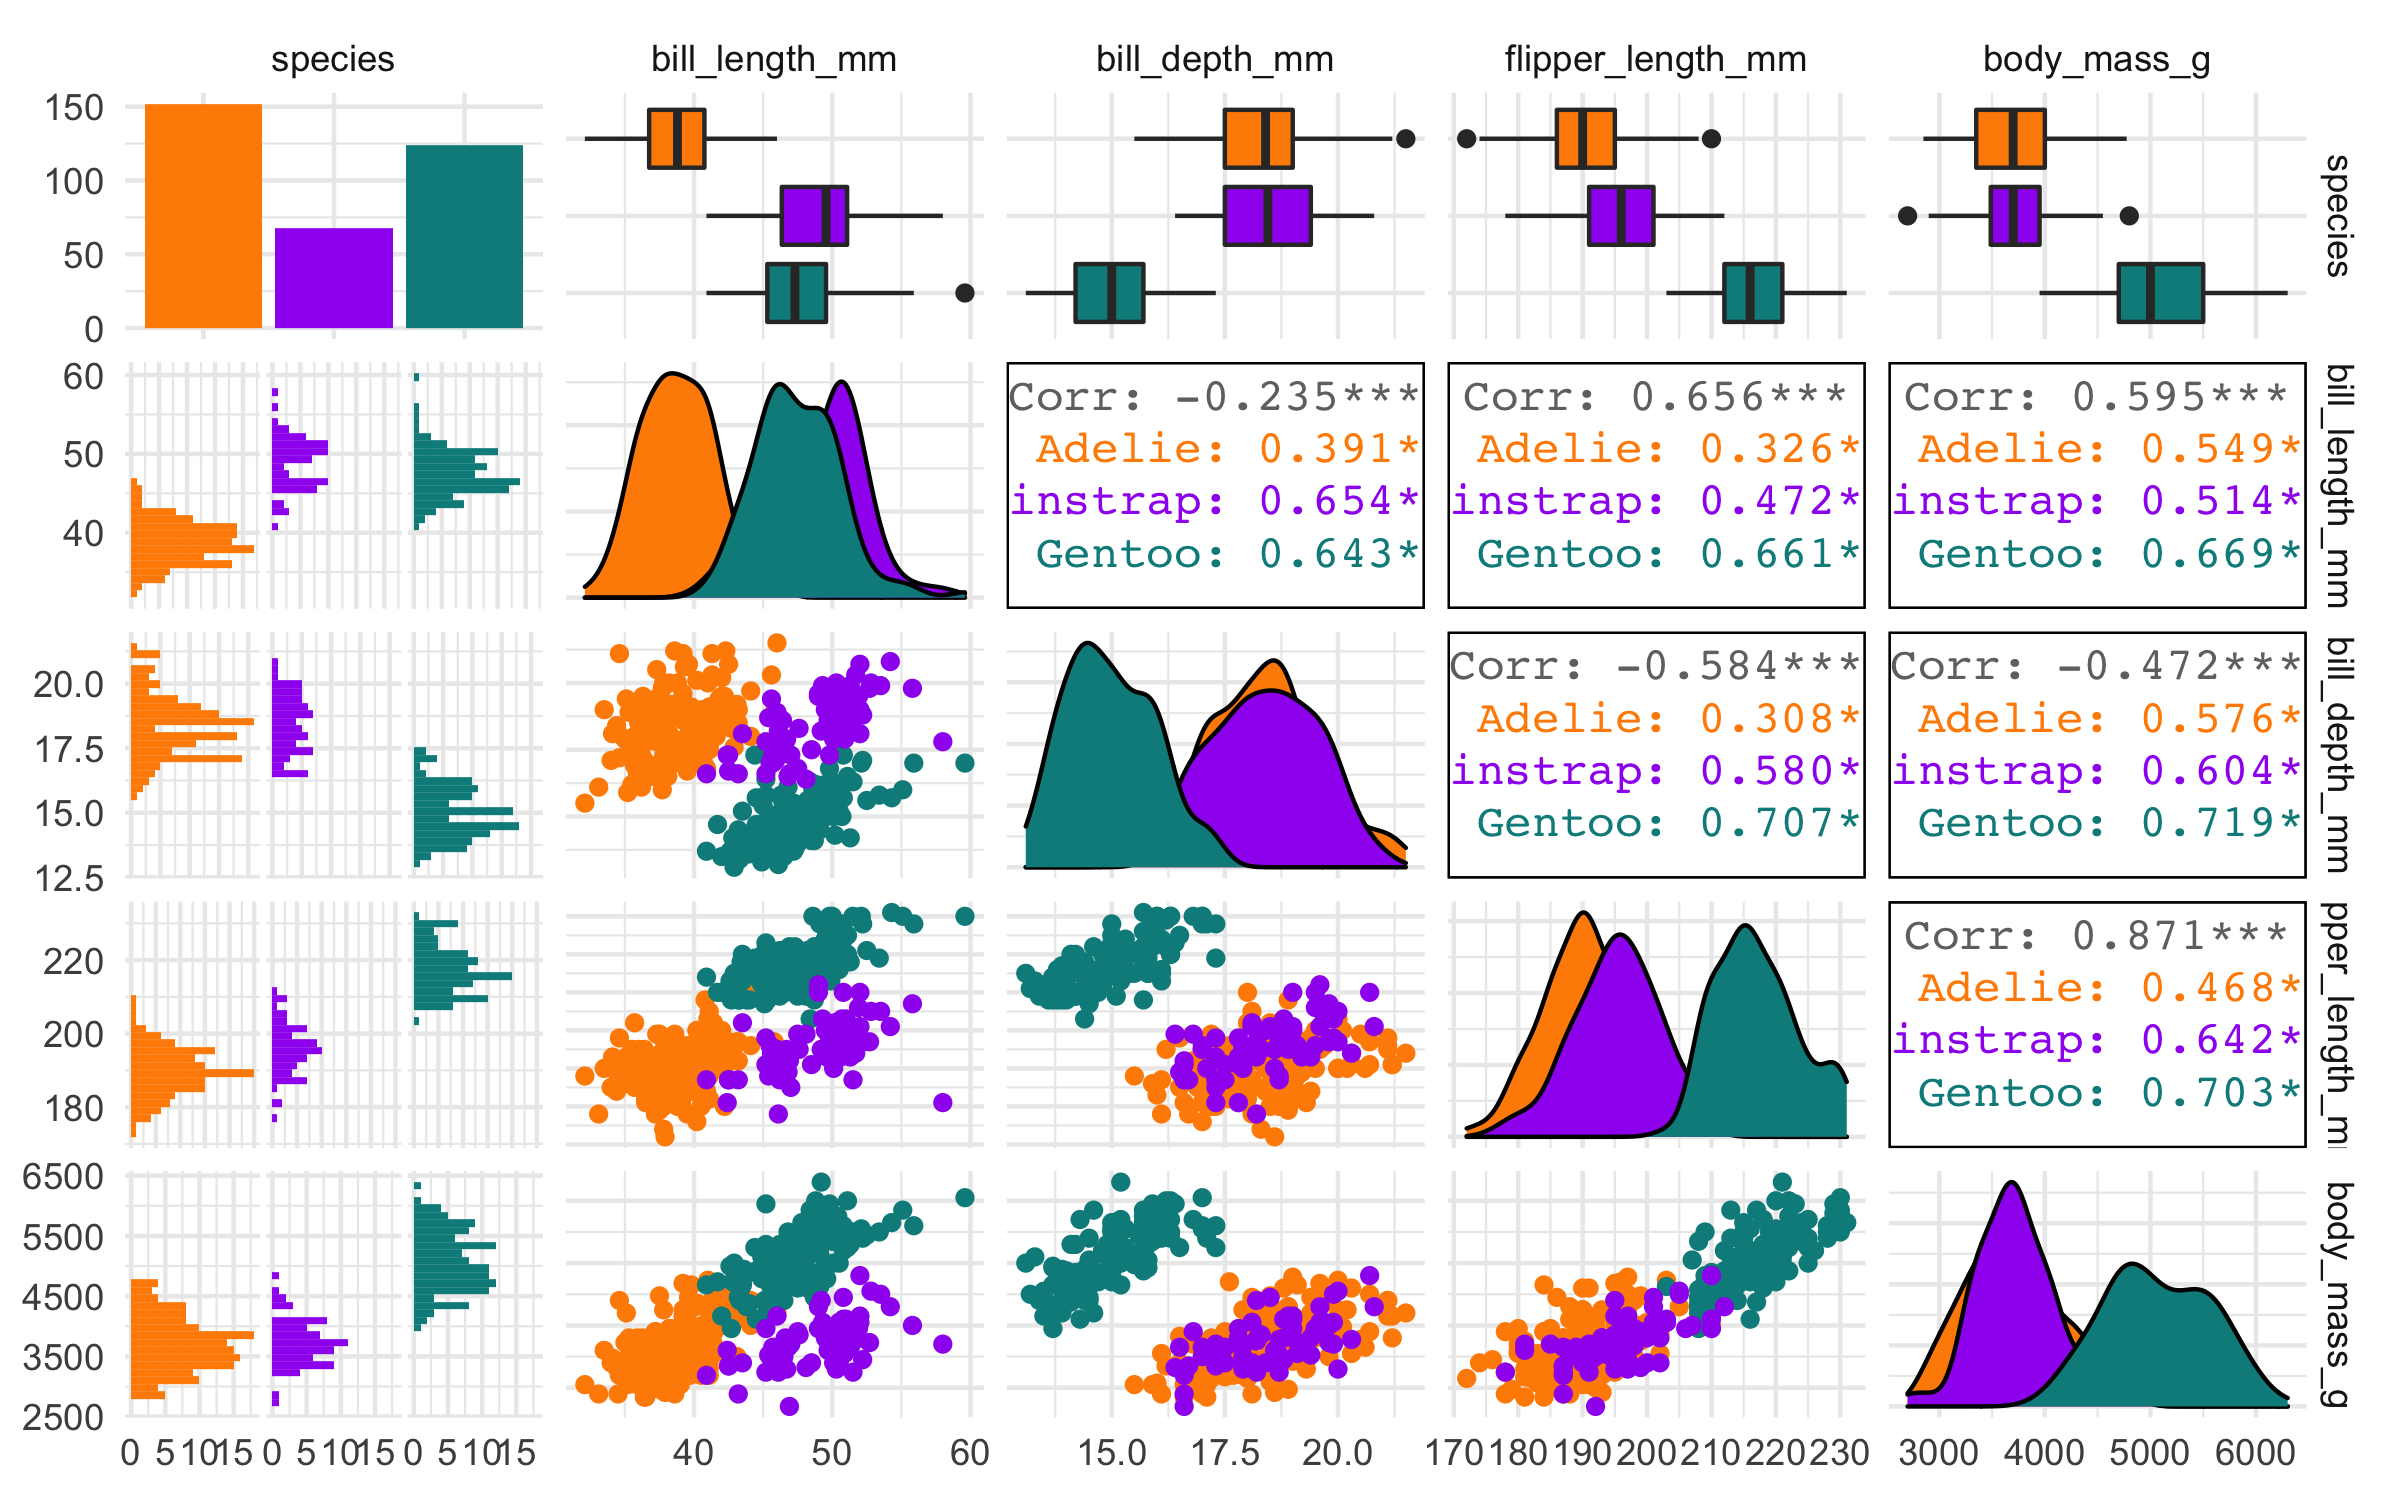 species bill_length_mm bill_depth_mm flipper_length_mm body_mass_g
150
100
50
0
species
60
50
40
Corr: -0.235***
Adelie: 0.391*
instrap: 0.654*
Gentoo: 0.643*
Corr: 0.656***
Adelie: 0.326*
instrap: 0.472*
Gentoo: 0.661*
Corr: 0.595***
Adelie: 0.549*
instrap: 0.514*
Gentoo: 0.669*
bill_length_mm
20.0
17.5
15.0
12.5
Corr: -0.584***
Adelie: 0.308*
instrap: 0.580*
Gentoo: 0.707*
Corr: -0.472***
Adelie: 0.576*
instrap: 0.604*
Gentoo: 0.719*
bill_depth_mm
220
200
180
Corr: 0.871***
Adelie: 0.468*
instrap: 0.642*
Gentoo: 0.703*
pper_length_m
6500
5500
4500
3500
2500
body_mass_g
0 5 10 15 0 5 10 15 0 5 10 15 40 50 60 15.0 17.5 20.0 170 180 190 200 210 220 230 3000 4000 5000 6000